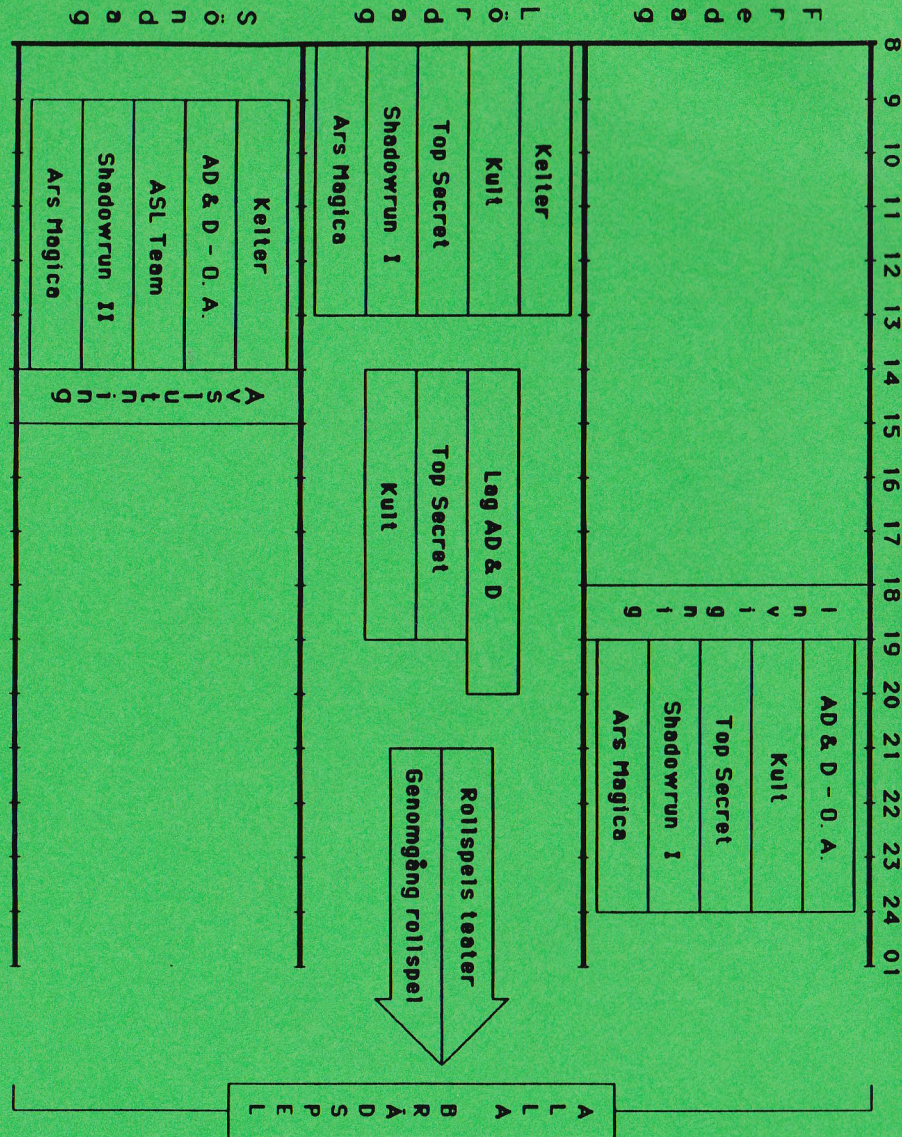 8 9 10 11 12 13 14 15 16 17 18 19 20 21 22 23 24 01
Fredag
Invigning
AD & D - O. A.
Kult
Top Secret
Shadowrun I
Ars Magica
Lördag
Kelter
Kult
Top Secret
Shadowrun I
Ars Magica
Lag AD & D
Top Secret
Kult
Rollspels teater
Genomgång rollspel
Söndag
Kelter
AD & D - O. A.
ASL Team
Shadowrun II
Ars Magica
Avslutning
ALLA BRÄDSPEL